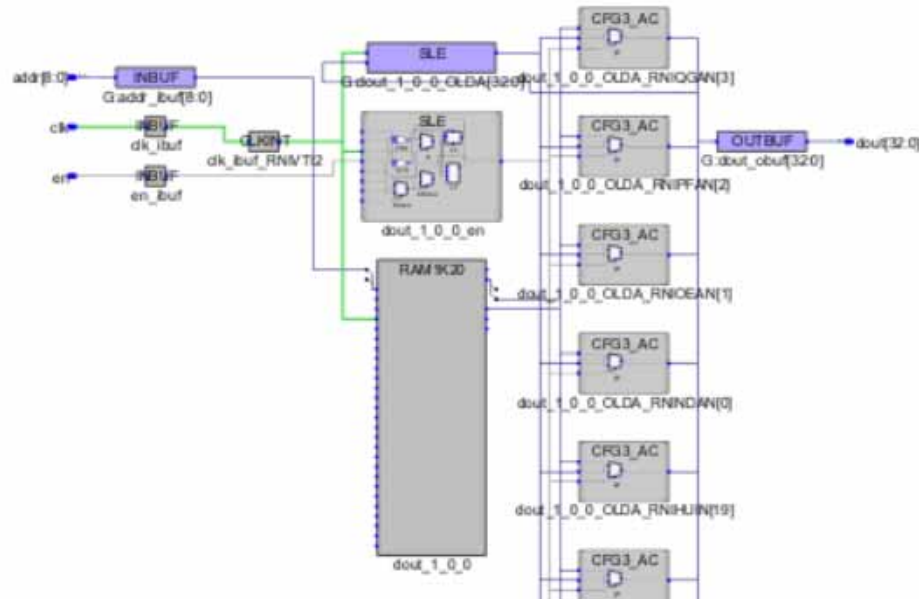 CFG3_AC
SLE
addr[8:0]
INBUF
dout_1_0_0_OLDA_RNIQGAN[3]
G:addr_ibuf[8:0]
G:dout_1_0_0_OLDA[32:0]
SLE
CFG3_AC
clk
INBUF
CLKINT
OUTBUF
dout[32:0]
clk_ibuf
clk_ibuf_RNIVTI2
G:dout_obuf[32:0]
en
INBUF
dout_1_0_0_OLDA_RNIPFAN[2]
en_ibuf
dout_1_0_0_en
CFG3_AC
RAM1K20
dout_1_0_0_OLDA_RNIOEAN[1]
CFG3_AC
dout_1_0_0_OLDA_RNINDAN[0]
CFG3_AC
dout_1_0_0_OLDA_RNIHUIN[19]
CFG3_AC
dout_1_0_0